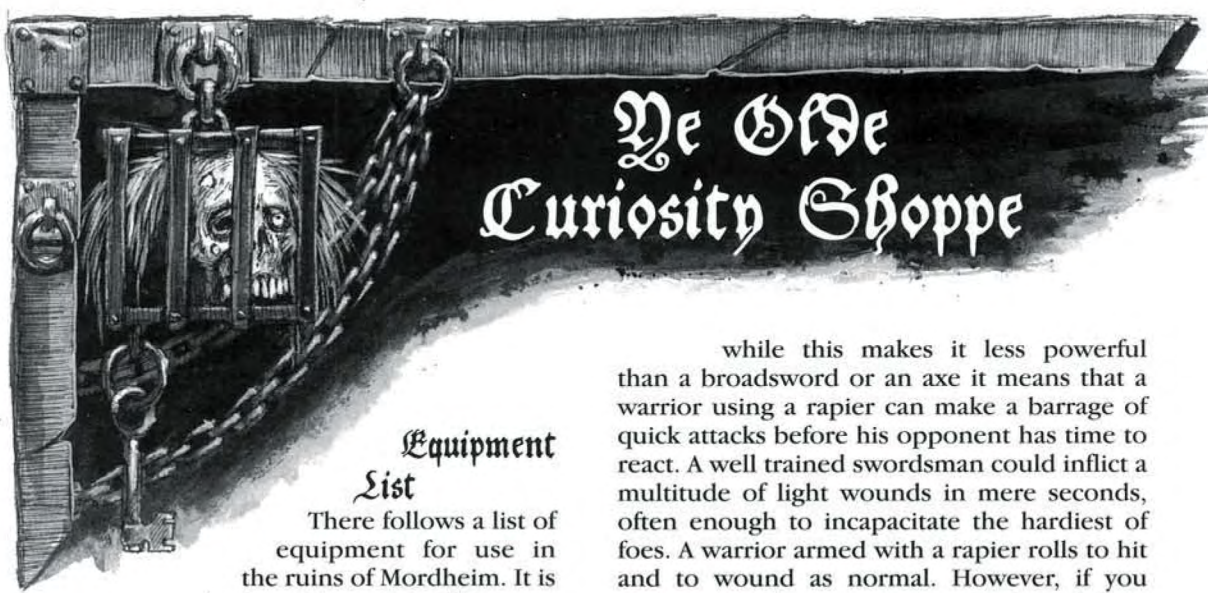 Ye Olde
Curiosity Shoppe
Equipment
List
There follows a list of
equipment for use in
the ruins of Mordheim. It is
while this makes it less powerful
than a broadsword or an axe it means that a
warrior using a rapier can make a barrage of
quick attacks before his opponent has time to
react. A well trained swordsman could inflict a
multitude of light wounds in mere seconds,
often enough to incapacitate the hardiest of
foes. A warrior armed with a rapier rolls to hit
and to wound as normal. However, if you